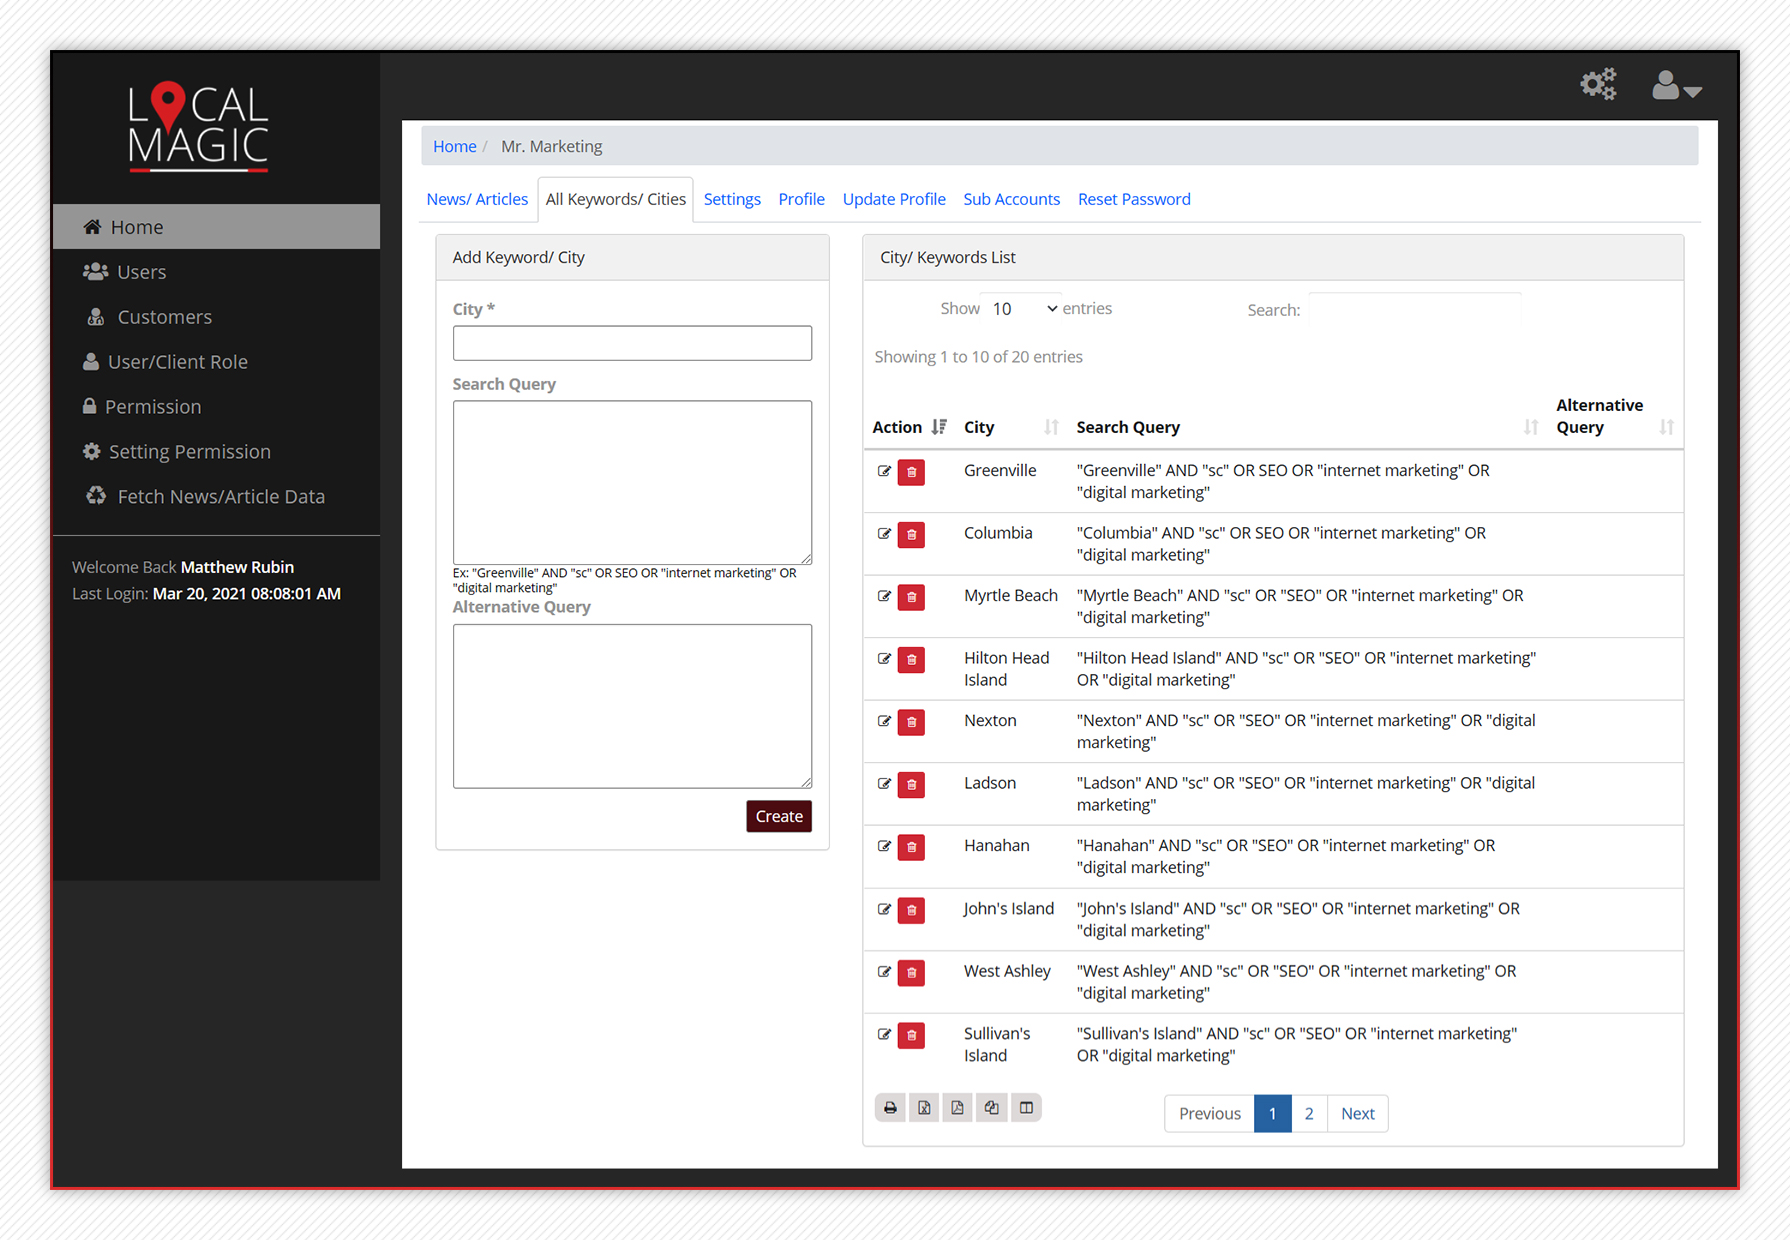 LOCAL
MAGIC
Home
Users
Customers
User/Client Role
Permission
Setting Permission
Fetch News/Article Data
Welcome Back Matthew Rubin
Last Login: Mar 20, 2021 08:08:01 AM
Home / Mr. Marketing
News/ Articles All Keywords/ Cities Settings Profile Update Profile Sub Accounts Reset Password
Add Keyword/ City
City *
Search Query
Ex: "Greenville" AND "sc" OR SEO OR "internet marketing" OR
"digital marketing"
Alternative Query
Create
City/ Keywords List
Show 10 entries Search:
Showing 1 to 10 of 20 entries
Action City Search Query Alternative
Query
Greenville "Greenville" AND "sc" OR SEO OR "internet marketing" OR
"digital marketing"
Columbia "Columbia" AND "sc" OR SEO OR "internet marketing" OR
"digital marketing"
Myrtle Beach "Myrtle Beach" AND "sc" OR "SEO" OR "internet marketing" OR
"digital marketing"
Hilton Head "Hilton Head Island" AND "sc" OR "SEO" OR "internet marketing"
Island OR "digital marketing"
Nexton "Nexton" AND "sc" OR "SEO" OR "internet marketing" OR "digital
marketing"
Ladson "Ladson" AND "sc" OR "SEO" OR "internet marketing" OR "digital
marketing"
Hanahan "Hanahan" AND "sc" OR "SEO" OR "internet marketing" OR
"digital marketing"
John's Island "John's Island" AND "sc" OR "SEO" OR "internet marketing" OR
"digital marketing"
West Ashley "West Ashley" AND "sc" OR "SEO" OR "internet marketing" OR
"digital marketing"
Sullivan's "Sullivan's Island" AND "sc" OR "SEO" OR "internet marketing"
Island OR "digital marketing"
Previous 1 2 Next